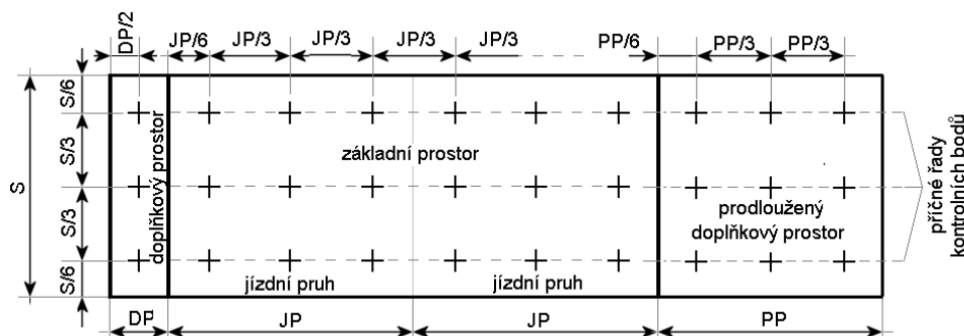 DP/2
JP/6
JP/3
JP/3
JP/3
JP/3
PP/6
PP/3
PP/3
S/6
S/3
S/3
S/6
S
doplňkový prostor
základní prostor
prodloužený
doplňkový prostor
příčné řady
kontrolních bodů
jízdní pruh
jízdní pruh
DP
JP
JP
PP